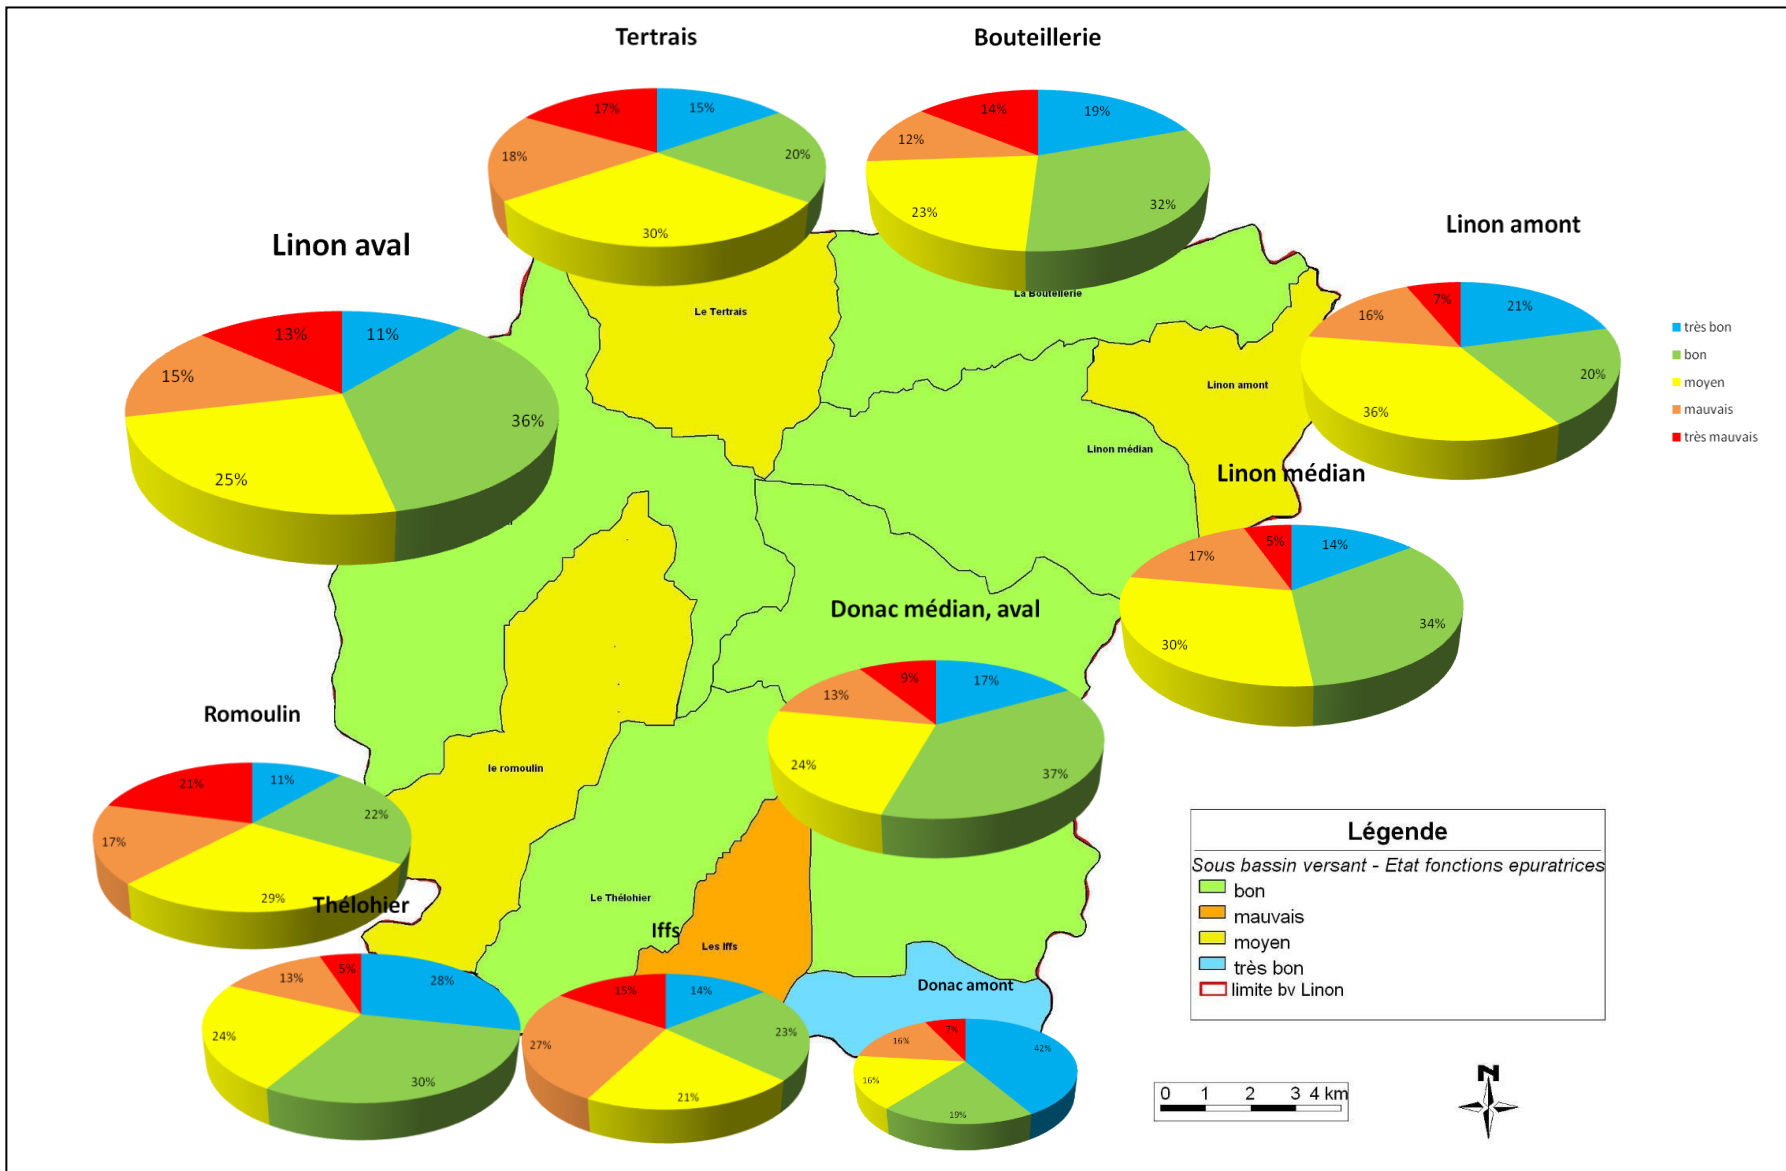 Tertrais
Bouteillerie
17%
15%
20%
30%
18%
14%
19%
32%
23%
12%
Linon aval
13%
11%
36%
25%
15%
Linon amont
7%
21%
20%
36%
16%
très bon
bon
moyen
mauvais
très mauvais
La Boutellerie
Le Tertrais
Linon amont
Linon médian
Linon médian
5%
14%
34%
30%
17%
Donac médian, aval
9%
17%
37%
24%
13%
Romoulin
21%
11%
22%
29%
17%
le romoulin
Thélohier
5%
28%
30%
24%
13%
Le Thélohier
Iffs
Les Iffs
15%
14%
23%
21%
27%
Donac amont
7%
42%
19%
16%
16%
Légende
Sous bassin versant - Etat fonctions epuratrices
bon
mauvais
moyen
très bon
limite bv Linon
0 1 2 3 4 km
N